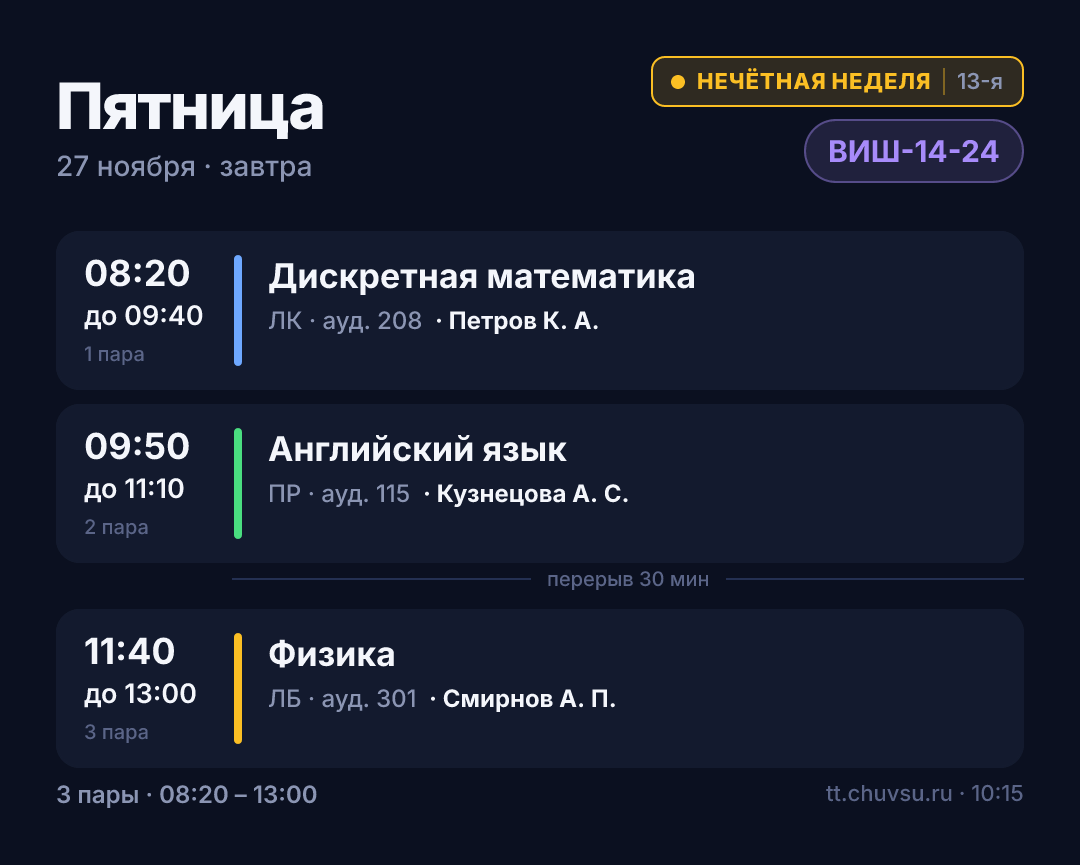 Пятница
27 ноября · завтра
НЕЧЁТНАЯ НЕДЕЛЯ | 13-я
ВИШ-14-24
08:20
до 09:40
1 пара
Дискретная математика
ЛК · ауд. 208 · Петров К. А.
09:50
до 11:10
2 пара
Английский язык
ПР · ауд. 115 · Кузнецова А. С.
перерыв 30 мин
11:40
до 13:00
3 пара
Физика
ЛБ · ауд. 301 · Смирнов А. П.
3 пары · 08:20 – 13:00
tt.chuvsu.ru · 10:15